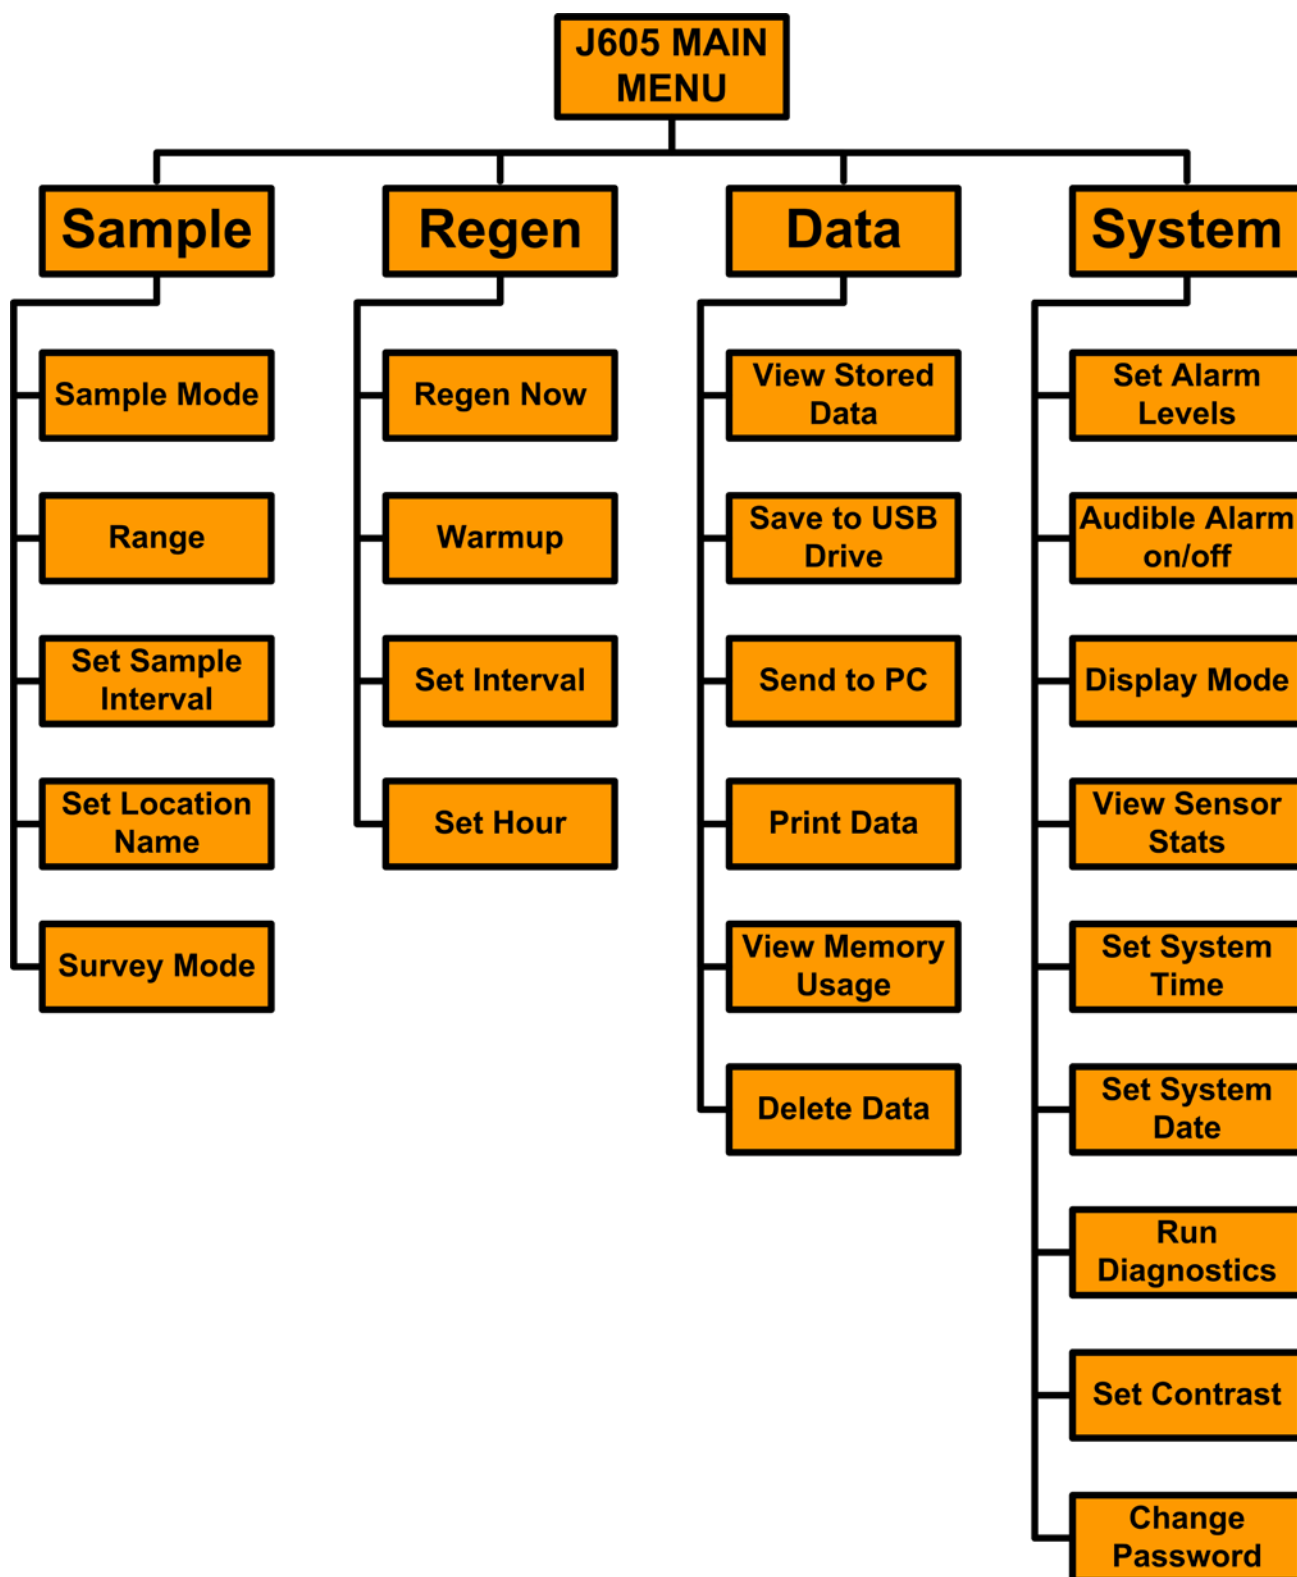 J605 MAIN
MENU
Sample
Regen
Data
System
Sample Mode
Range
Set Sample
Interval
Set Location
Name
Survey Mode
Regen Now
Warmup
Set Interval
Set Hour
View Stored
Data
Save to USB
Drive
Send to PC
Print Data
View Memory
Usage
Delete Data
Set Alarm
Levels
Audible Alarm
on/off
Display Mode
View Sensor
Stats
Set System
Time
Set System
Date
Run
Diagnostics
Set Contrast
Change
Password